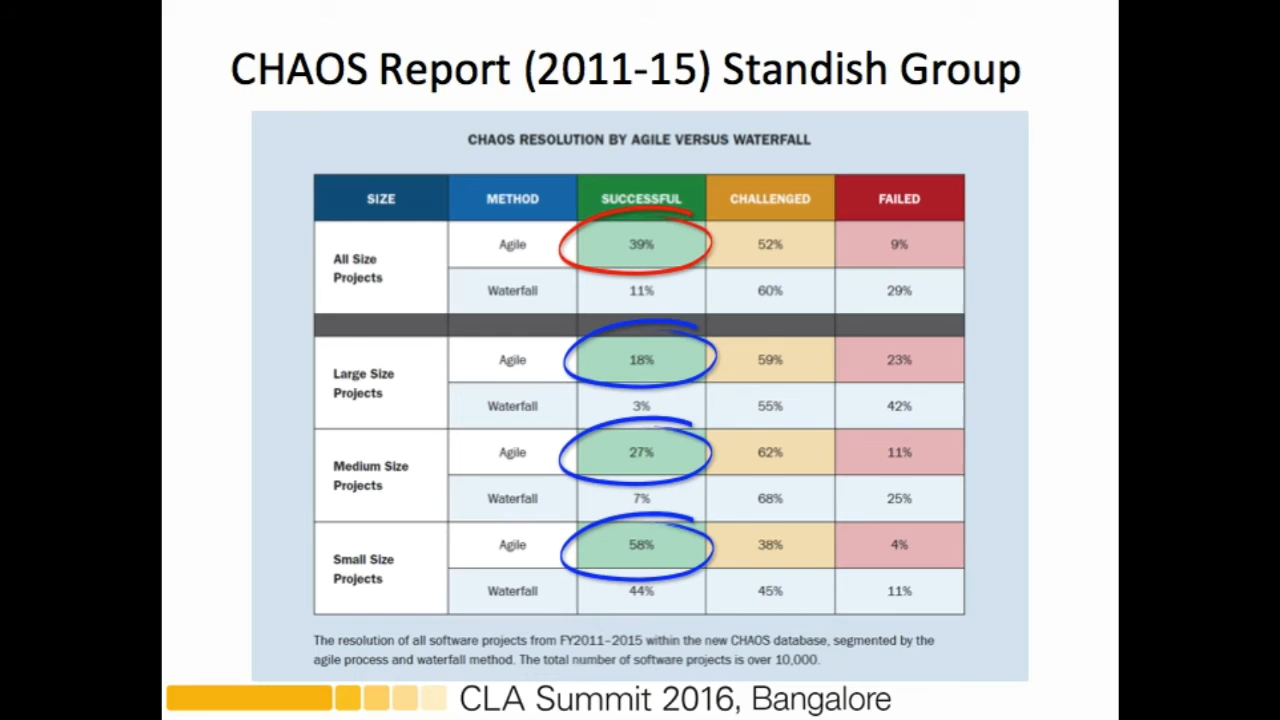 CHAOS Report (2011-15) Standish Group
CHAOS RESOLUTION BY AGILE VERSUS WATERFALL
SIZE METHOD SUCCESSFUL CHALLENGED FAILED
All Size
Projects
Agile 39% 52% 9%
Waterfall 11% 60% 29%
Large Size
Projects
Agile 18% 59% 23%
Waterfall 3% 55% 42%
Medium Size
Projects
Agile 27% 62% 11%
Waterfall 7% 68% 25%
Small Size
Projects
Agile 58% 38% 4%
Waterfall 44% 45% 11%
The resolution of all software projects from FY2011–2015 within the new CHAOS database, segmented by the
agile process and waterfall method. The total number of software projects is over 10,000.
CLA Summit 2016, Bangalore